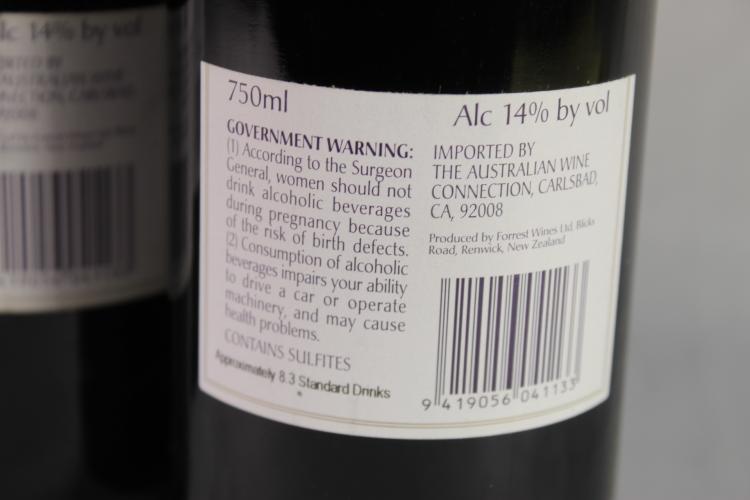 750ml
GOVERNMENT WARNING:
(1) According to the Surgeon
General, women should not
drink alcoholic beverages
during pregnancy because
of the risk of birth defects.
(2) Consumption of alcoholic
beverages impairs your ability
to drive a car or operate
machinery, and may cause
health problems.
CONTAINS SULFITES
Approximately 8.3 Standard Drinks
Alc 14% by vol
IMPORTED BY
THE AUSTRALIAN WINE
CONNECTION, CARLSBAD,
CA, 92008
Produced by Forrest Wines Ltd. Blicks
Road, Renwick, New Zealand
9 419056 041133
Alc 14% by vol